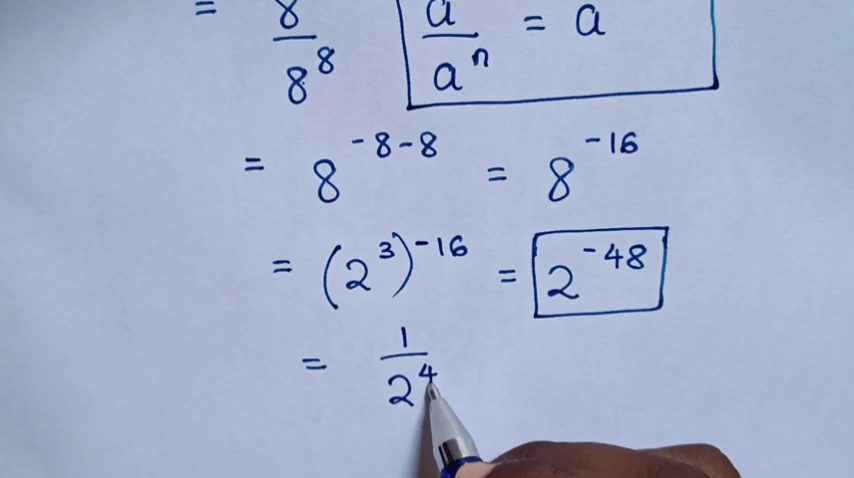 = 8/8^8 a/a^n = a
= 8^-8-8 = 8^-16
= (2^3)^-16 = 2^-48
= 1/2^4